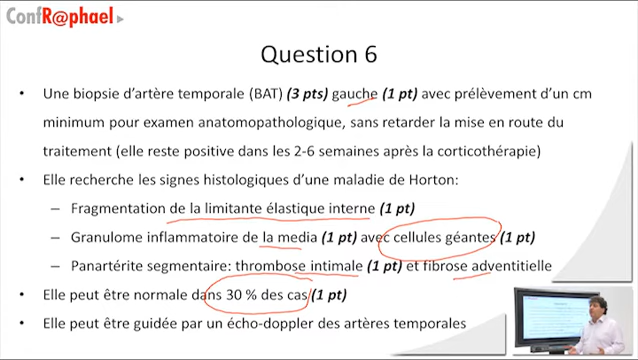 ConfR@phael
Question 6
• Une biopsie d'artère temporale (BAT) (3 pts) gauche (1 pt) avec prélèvement d'un cm
minimum pour examen anatomopathologique, sans retarder la mise en route du
traitement (elle reste positive dans les 2-6 semaines après la corticothérapie)
• Elle recherche les signes histologiques d'une maladie de Horton:
– Fragmentation de la limitante élastique interne (1 pt)
– Granulome inflammatoire de la media (1 pt) avec cellules géantes (1 pt)
– Panartérite segmentaire: thrombose intimale (1 pt) et fibrose adventitielle
• Elle peut être normale dans 30 % des cas (1 pt)
• Elle peut être guidée par un écho-doppler des artères temporales